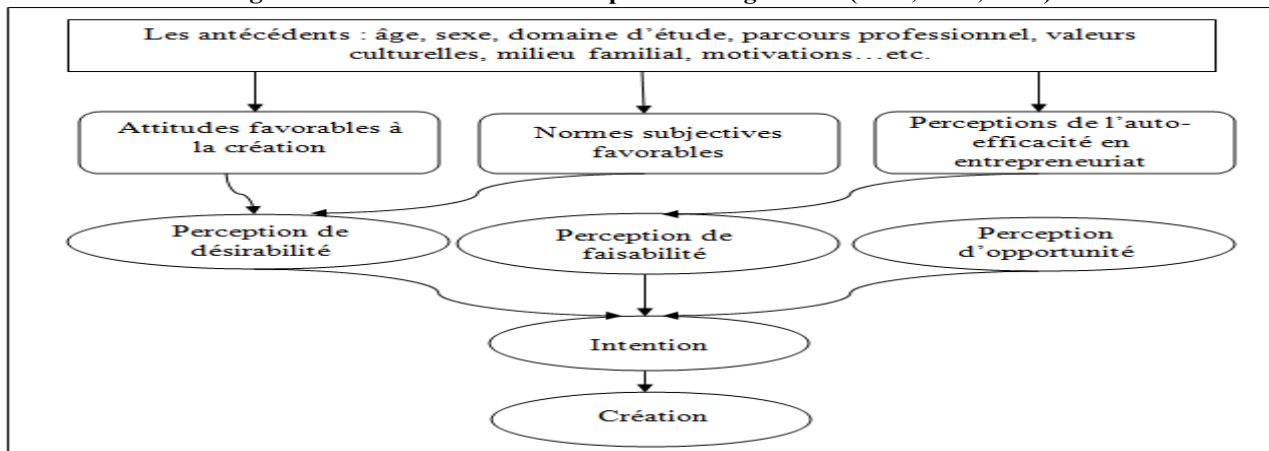 Les antécédents : âge, sexe, domaine d'étude, parcours professionnel, valeurs
culturelles, milieu familial, motivations…etc.
Attitudes favorables à
la création
Normes subjectives
favorables
Perceptions de l'auto-
efficacité en
entrepreneuriat
Perception de
désirabilité
Perception de
faisabilité
Perception
d'opportunité
Intention
Création